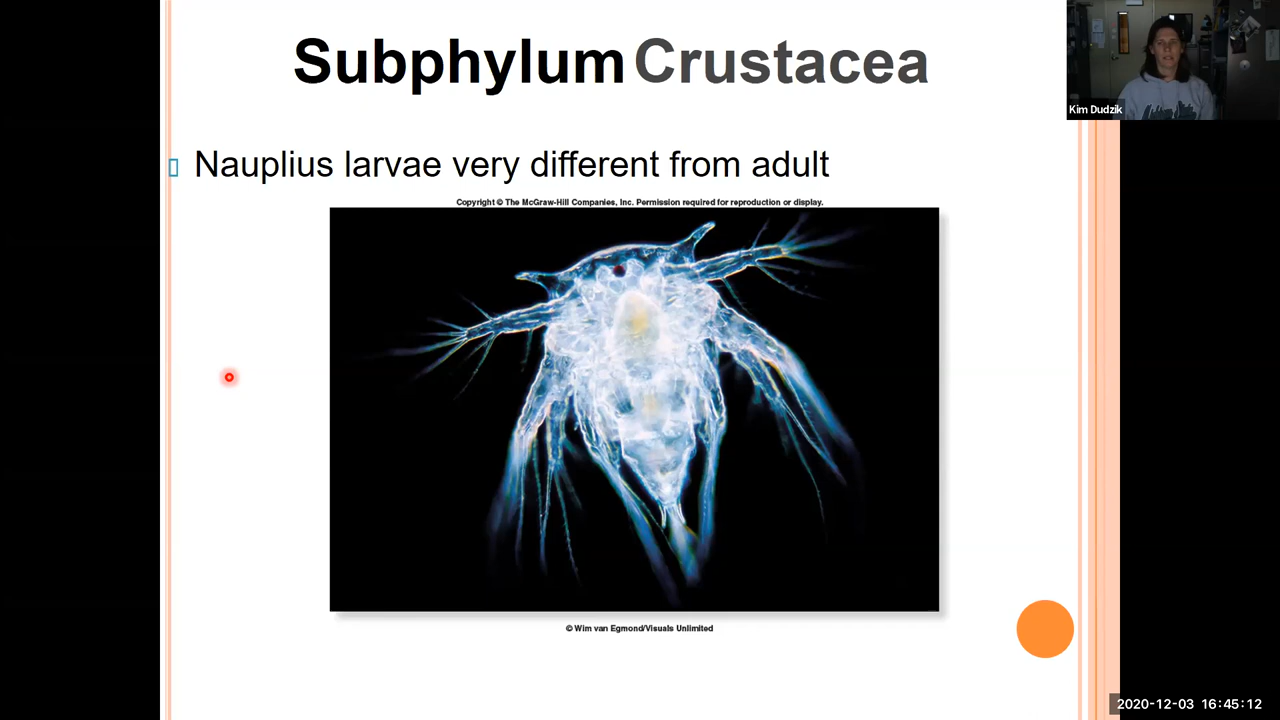 Subphylum Crustacea
Kim Dudzik
Nauplius larvae very different from adult
Copyright © The McGraw-Hill Companies, Inc. Permission required for reproduction or display.
© Wim van Egmond/Visuals Unlimited
2020-12-03 16:45:12